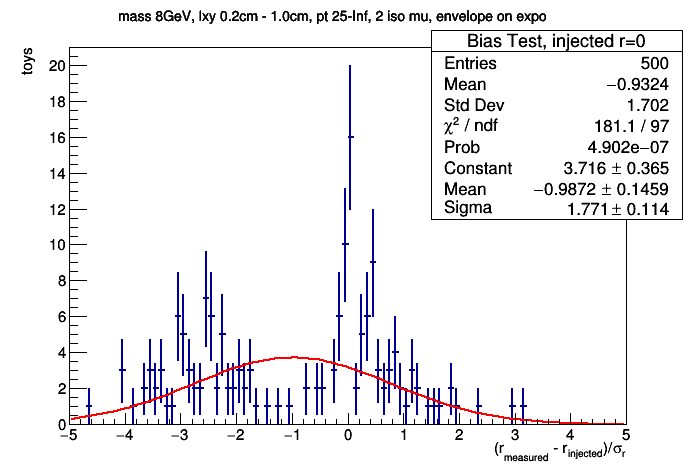 mass 8GeV, lxy 0.2cm - 1.0cm, pt 25-Inf, 2 iso mu, envelope on expo
Bias Test, injected r=0
Entries 500
Mean −0.9324
Std Dev 1.702
χ² / ndf 181.1 / 97
Prob 4.902e−07
Constant 3.716 ± 0.365
Mean −0.9872 ± 0.1459
Sigma 1.771 ± 0.114
toys
20
18
16
14
12
10
8
6
4
2
0
−5 −4 −3 −2 −1 0 1 2 3 4 5
(r_measured - r_injected)/σ_r